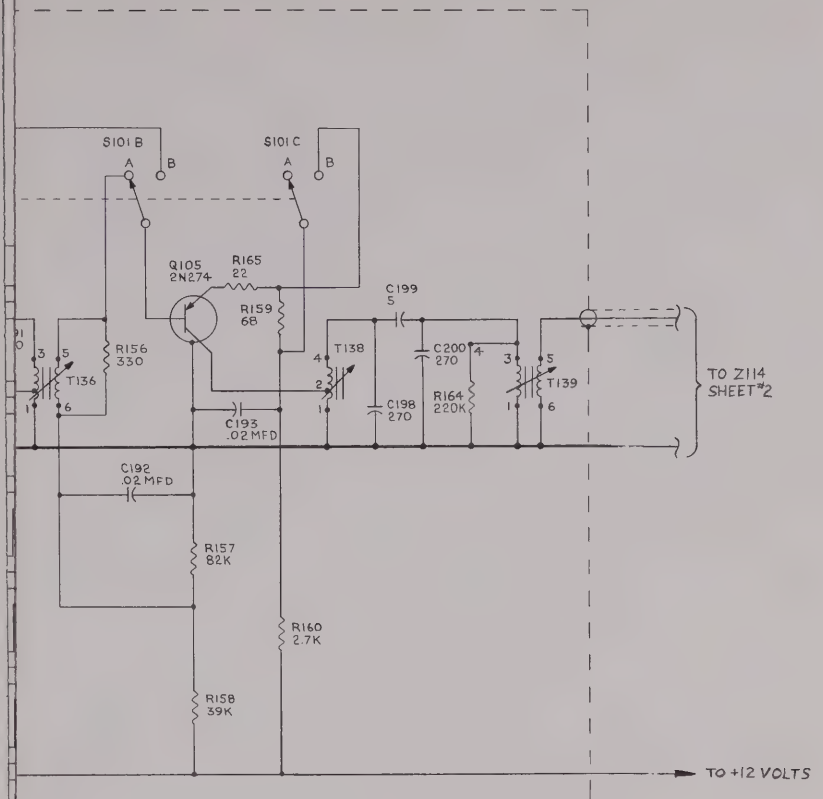 S101 B
S101 C
A
B
A
B
Q105
2N274
R165
22
R159
68
C199
5
91
0
3
5
R156
330
T136
1
6
4
T138
2
1
C200
270
C198
270
4
R164
220K
3
5
T139
1
6
TO Z114
SHEET #2
C193
.02 MFD
C192
.02 MFD
R157
82K
R160
2.7K
R158
39K
TO +12 VOLTS